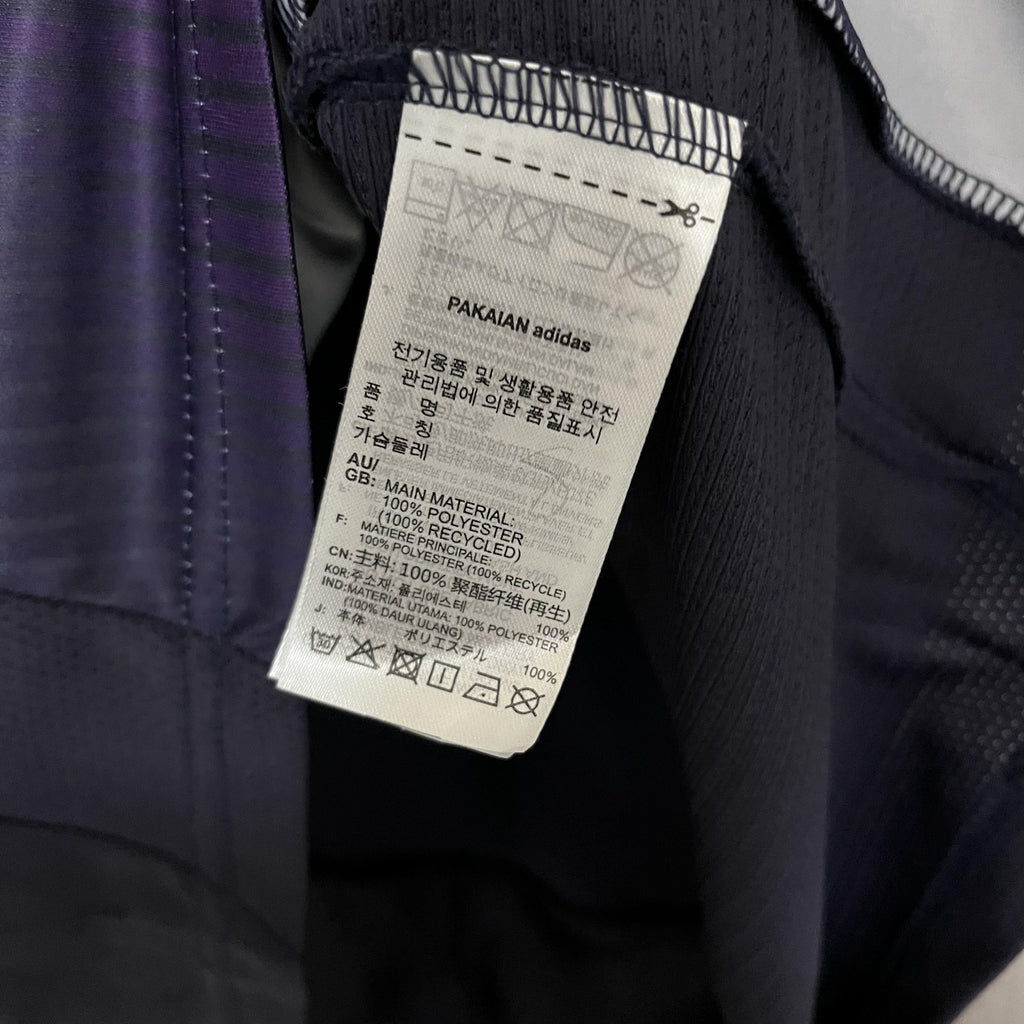 PAKAIAN adidas
전기용품 및 생활용품 안전
관리법에 의한 품질표시
품 명
호 칭
가슴둘레
AU/
GB: MAIN MATERIAL:
100% POLYESTER
(100% RECYCLED)
F: MATIERE PRINCIPALE:
100% POLYESTER (100% RECYCLE)
CN: 主料: 100% 聚酯纤维(再生)
KOR: 주소재: 폴리에스테 100%
IND: MATERIAL UTAMA: 100% POLYESTER
(100% DAUR ULANG)
J: 本体 ポリエステル 100%
30